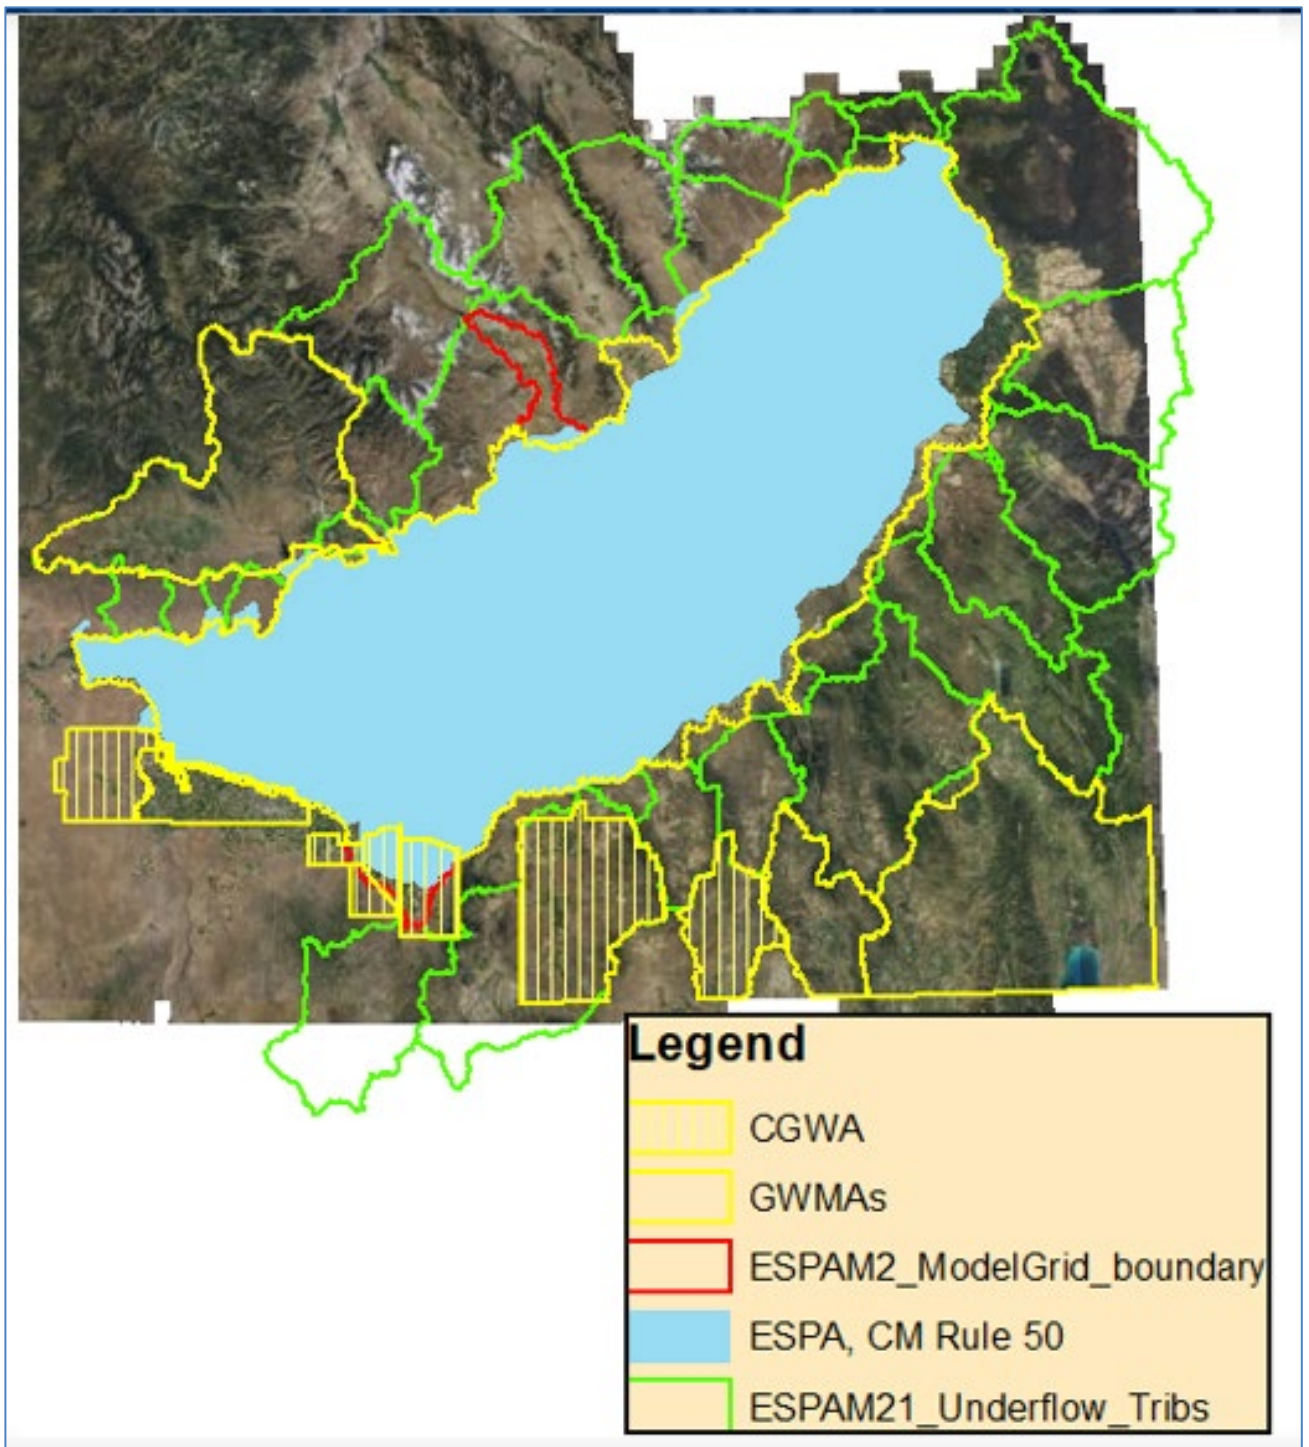 Legend
CGWA
GWMAs
ESPAM2_ModelGrid_boundary
ESPA, CM Rule 50
ESPAM21_Underflow_Tribs